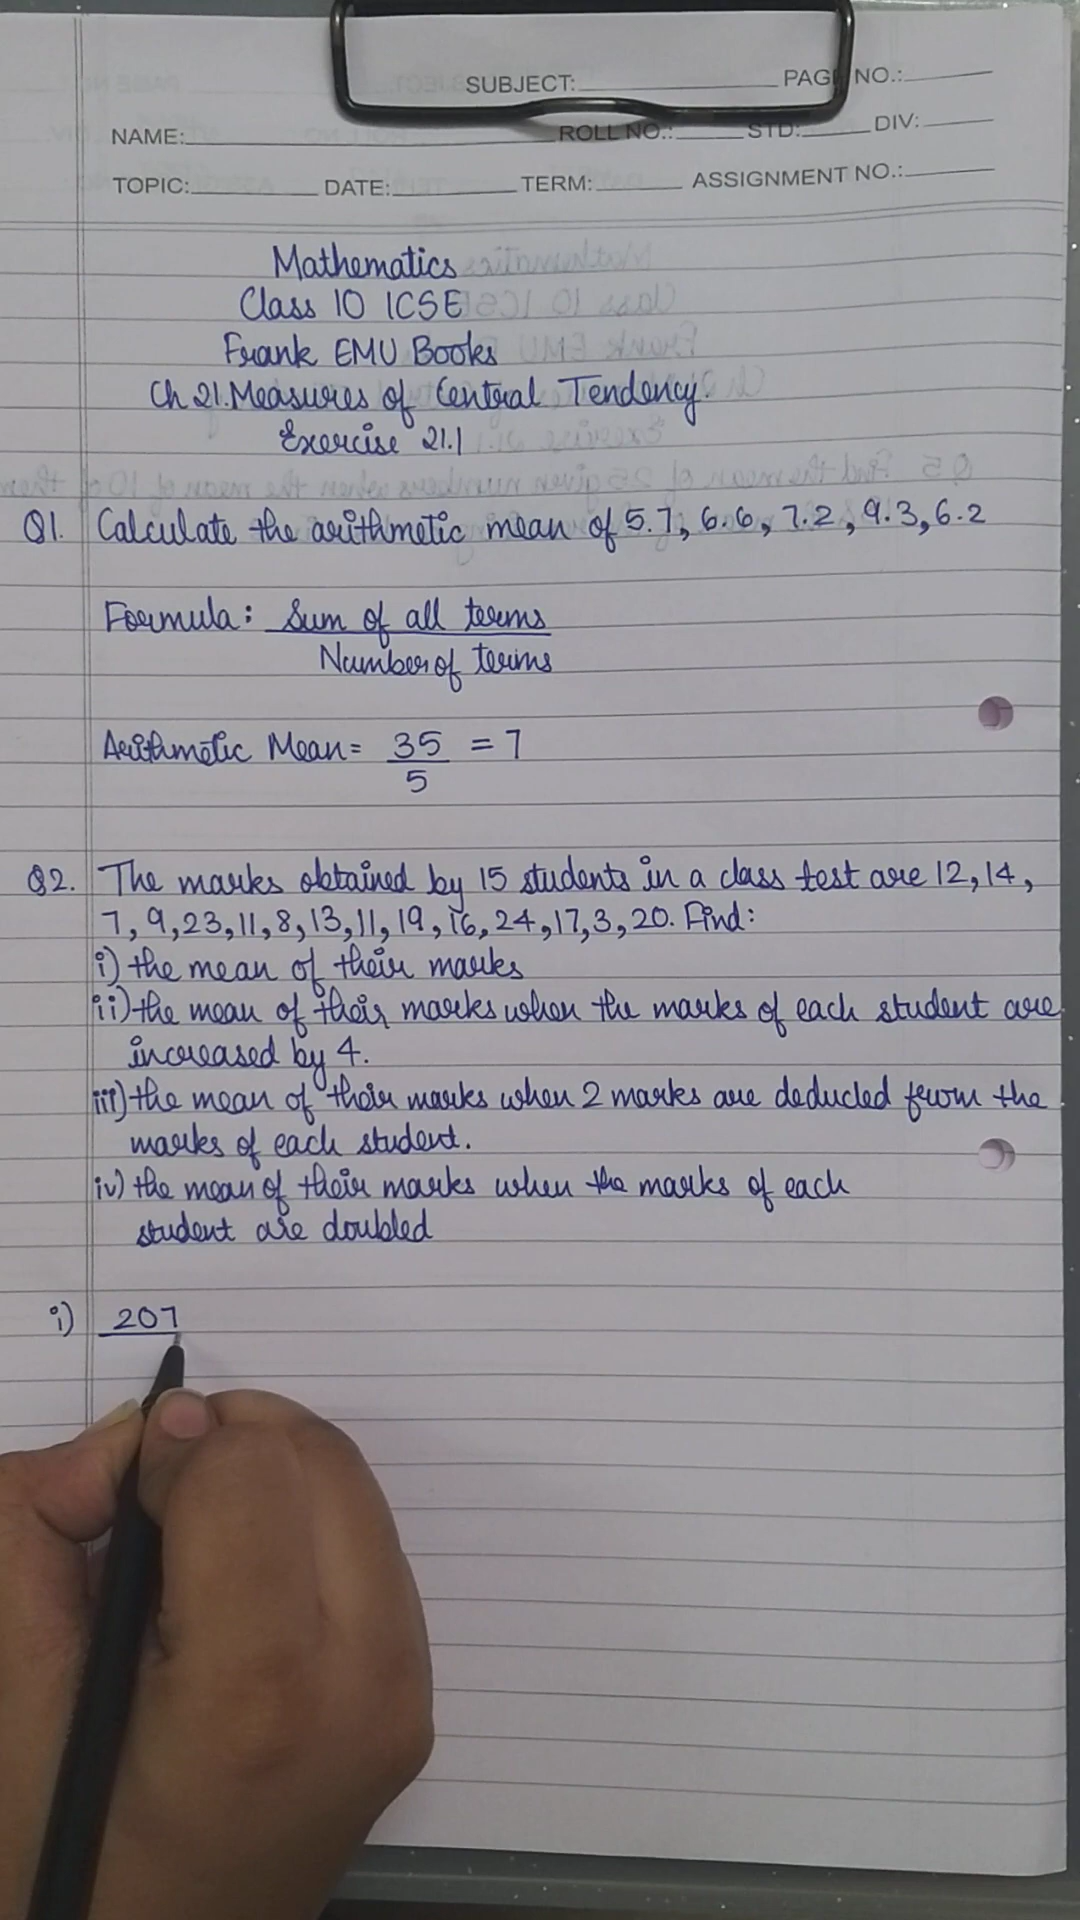 SUBJECT: PAGE NO.:
NAME: ROLL NO.: STD: DIV:
TOPIC: DATE: TERM: ASSIGNMENT NO.:
Mathematics
Class 10 ICSE
Frank EMU Books
Ch 21. Measures of Central Tendency.
Exercise 21.1
Q1. Calculate the arithmetic mean of 5.7, 6.6, 7.2, 9.3, 6.2
Formula: Sum of all terms
Number of terms
Arithmetic Mean = 35 = 7
5
Q2. The marks obtained by 15 students in a class test are 12, 14,
7, 9, 23, 11, 8, 13, 11, 19, 16, 24, 17, 3, 20. Find:
i) the mean of their marks
ii) the mean of their marks when the marks of each student are
increased by 4.
iii) the mean of their marks when 2 marks are deducted from the
marks of each student.
iv) the mean of their marks when the marks of each
student are doubled
i) 207